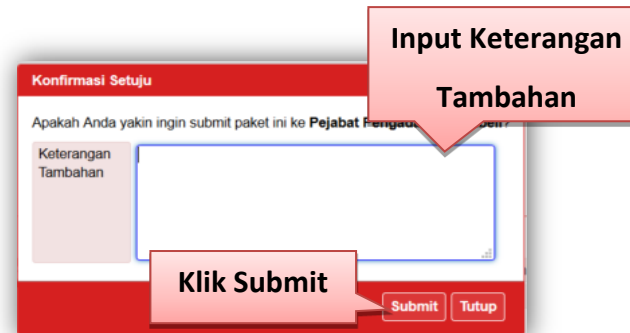 Input Keterangan
Tambahan
Konfirmasi Setuju
Apakah Anda yakin ingin submit paket ini ke Pejabat
Keterangan
Tambahan
Klik Submit
Submit Tutup